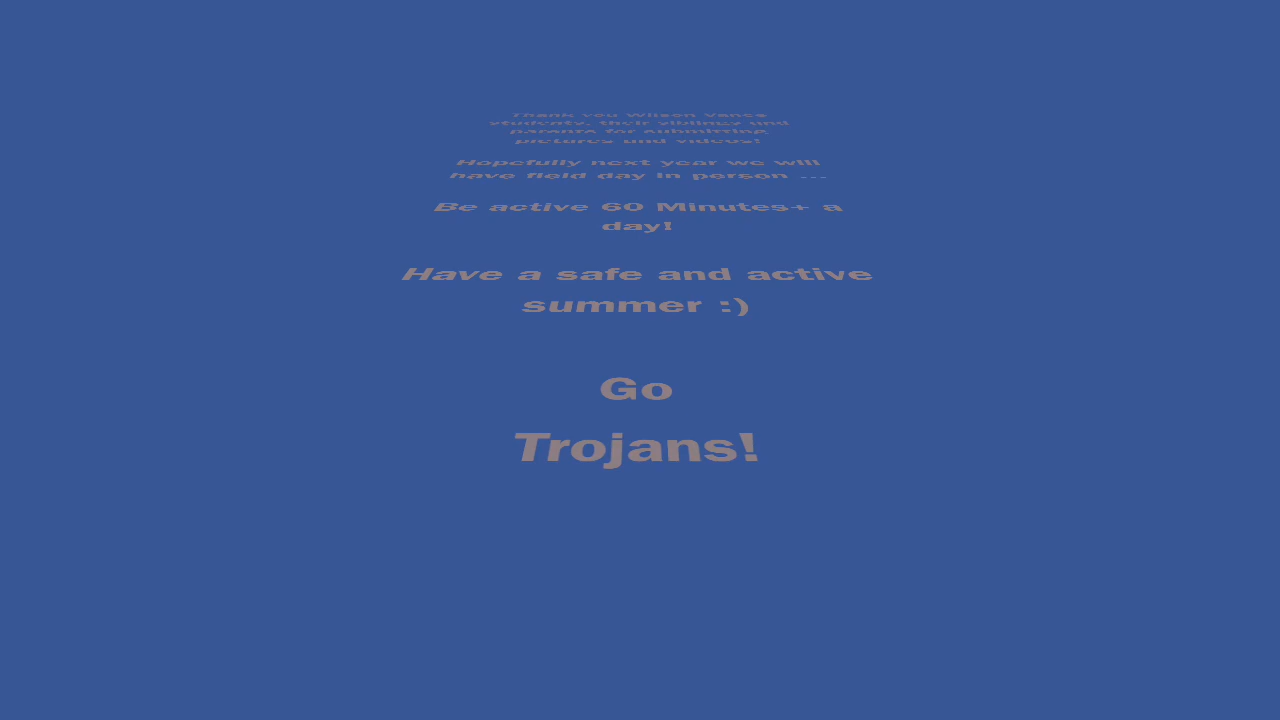 Thank you Wilson Vance
students, their siblings and
parents for submitting
pictures and videos!
Hopefully next year we will
have field day in person ...
Be active 60 Minutes+ a
day!
Have a safe and active
summer :)
Go
Trojans!